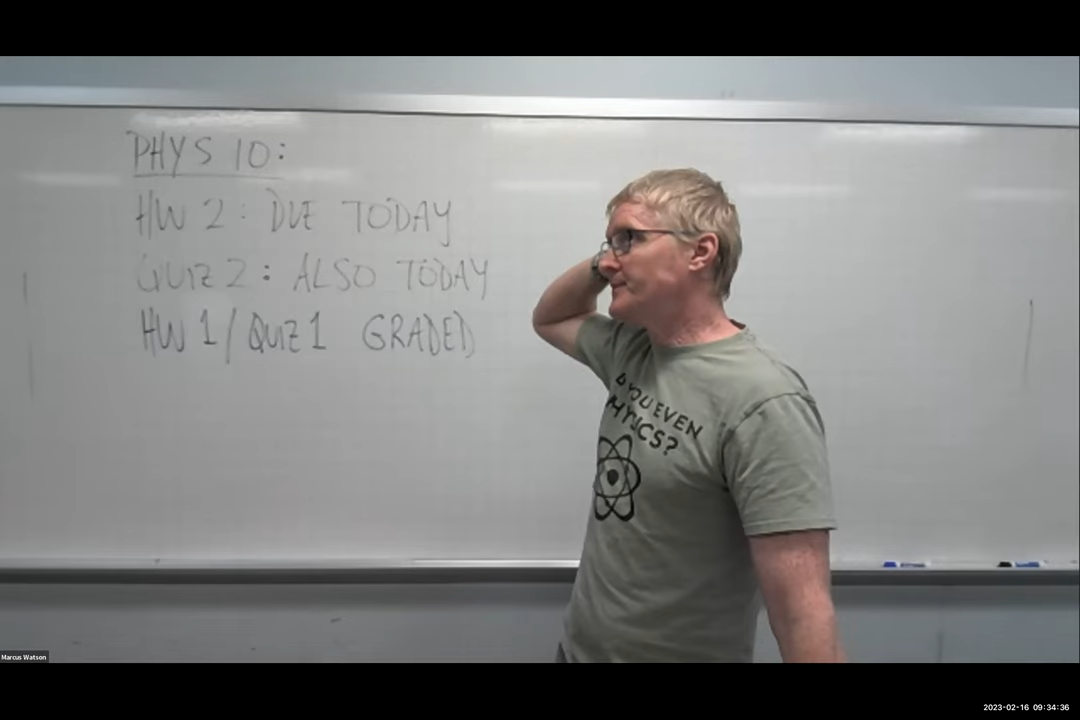 PHYS 10:
HW 2: DUE TODAY
QUIZ 2: ALSO TODAY
HW 1/QUIZ 1 GRADED
YOU EVEN
PHYSICS?
Marcus Watson
2023-02-16 09:34:36